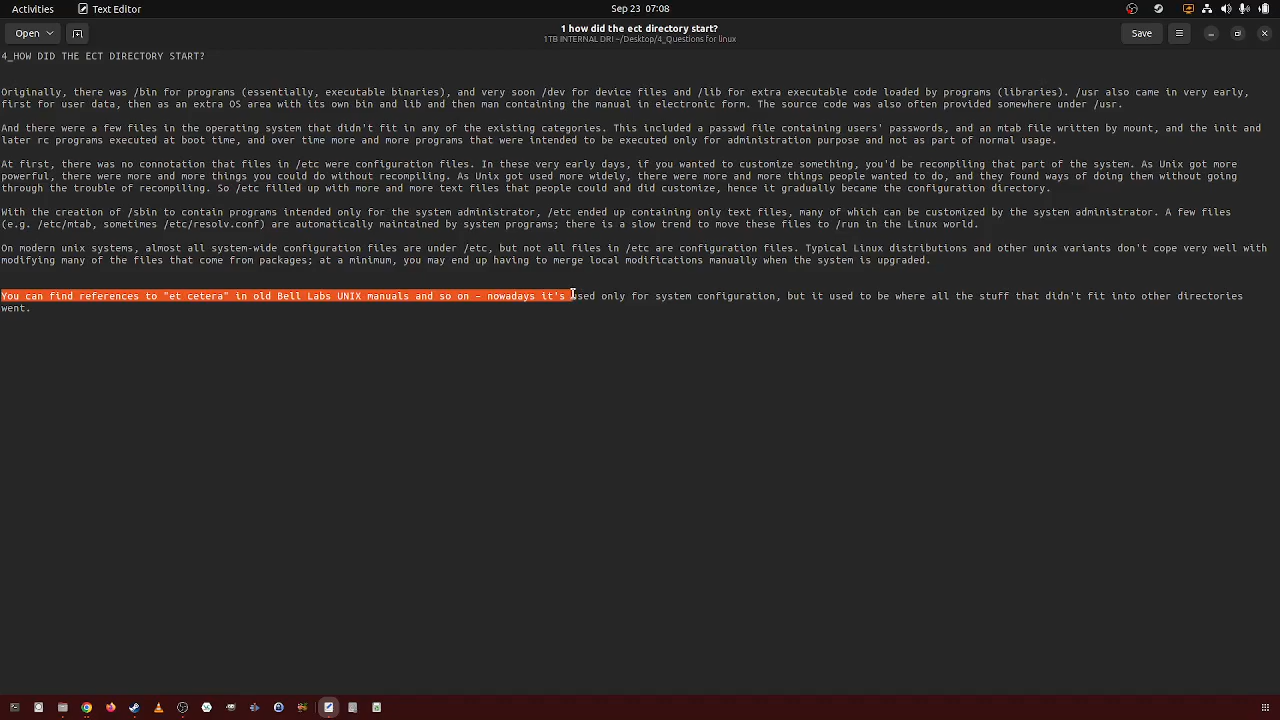 Activities Text Editor Sep 23 07:08
Open 1 how did the ect directory start? Save
1TB INTERNAL DRI ~/Desktop/4_Questions for linux
4_HOW DID THE ECT DIRECTORY START?
Originally, there was /bin for programs (essentially, executable binaries), and very soon /dev for device files and /lib for extra executable code loaded by programs (libraries). /usr also came in very early,
first for user data, then as an extra OS area with its own bin and lib and then man containing the manual in electronic form. The source code was also often provided somewhere under /usr.
And there were a few files in the operating system that didn't fit in any of the existing categories. This included a passwd file containing users' passwords, and an mtab file written by mount, and the init and
later rc programs executed at boot time, and over time more and more programs that were intended to be executed only for administration purpose and not as part of normal usage.
At first, there was no connotation that files in /etc were configuration files. In these very early days, if you wanted to customize something, you'd be recompiling that part of the system. As Unix got more
powerful, there were more and more things you could do without recompiling. As Unix got used more widely, there were more and more things people wanted to do, and they found ways of doing them without going
through the trouble of recompiling. So /etc filled up with more and more text files that people could and did customize, hence it gradually became the configuration directory.
With the creation of /sbin to contain programs intended only for the system administrator, /etc ended up containing only text files, many of which can be customized by the system administrator. A few files
(e.g. /etc/mtab, sometimes /etc/resolv.conf) are automatically maintained by system programs; there is a slow trend to move these files to /run in the Linux world.
On modern unix systems, almost all system-wide configuration files are under /etc, but not all files in /etc are configuration files. Typical Linux distributions and other unix variants don't cope very well with
modifying many of the files that come from packages; at a minimum, you may end up having to merge local modifications manually when the system is upgraded.
You can find references to "et cetera" in old Bell Labs UNIX manuals and so on – nowadays it's used only for system configuration, but it used to be where all the stuff that didn't fit into other directories
went.